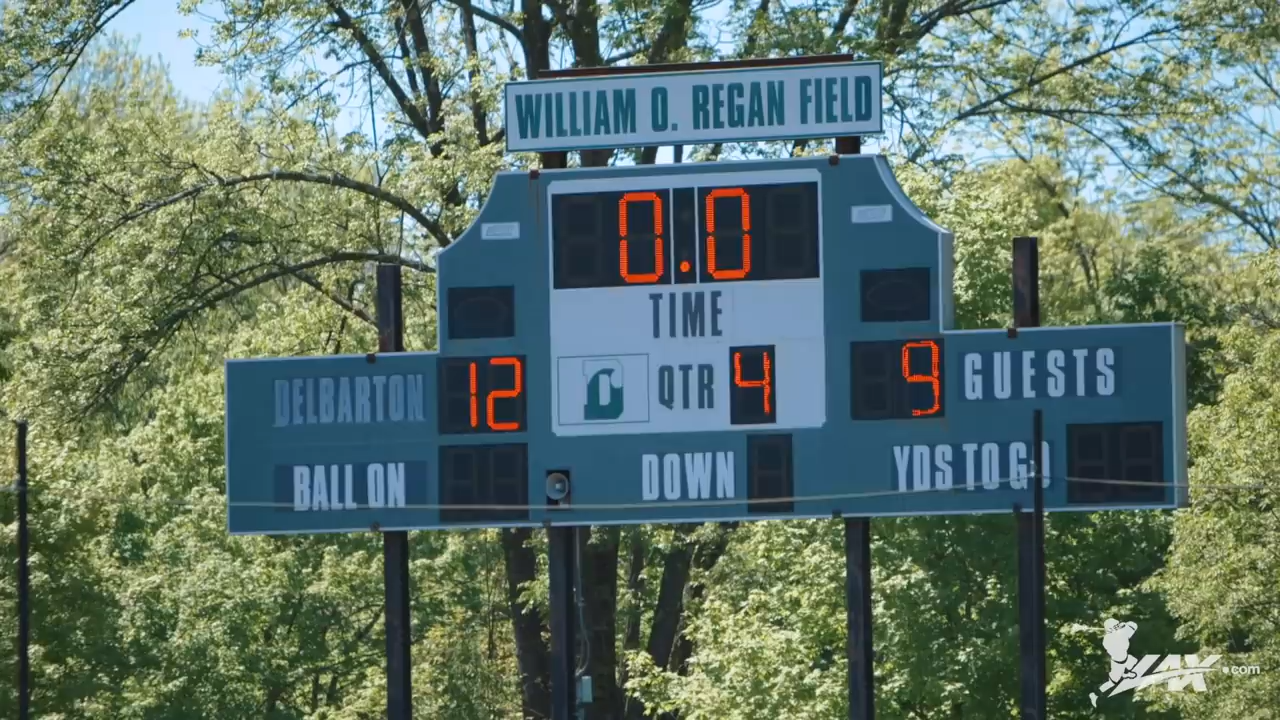 WILLIAM O. REGAN FIELD
0.0
TIME
DELBARTON 12 QTR 4 9 GUESTS
BALL ON DOWN YDS TO GO
LAX.com